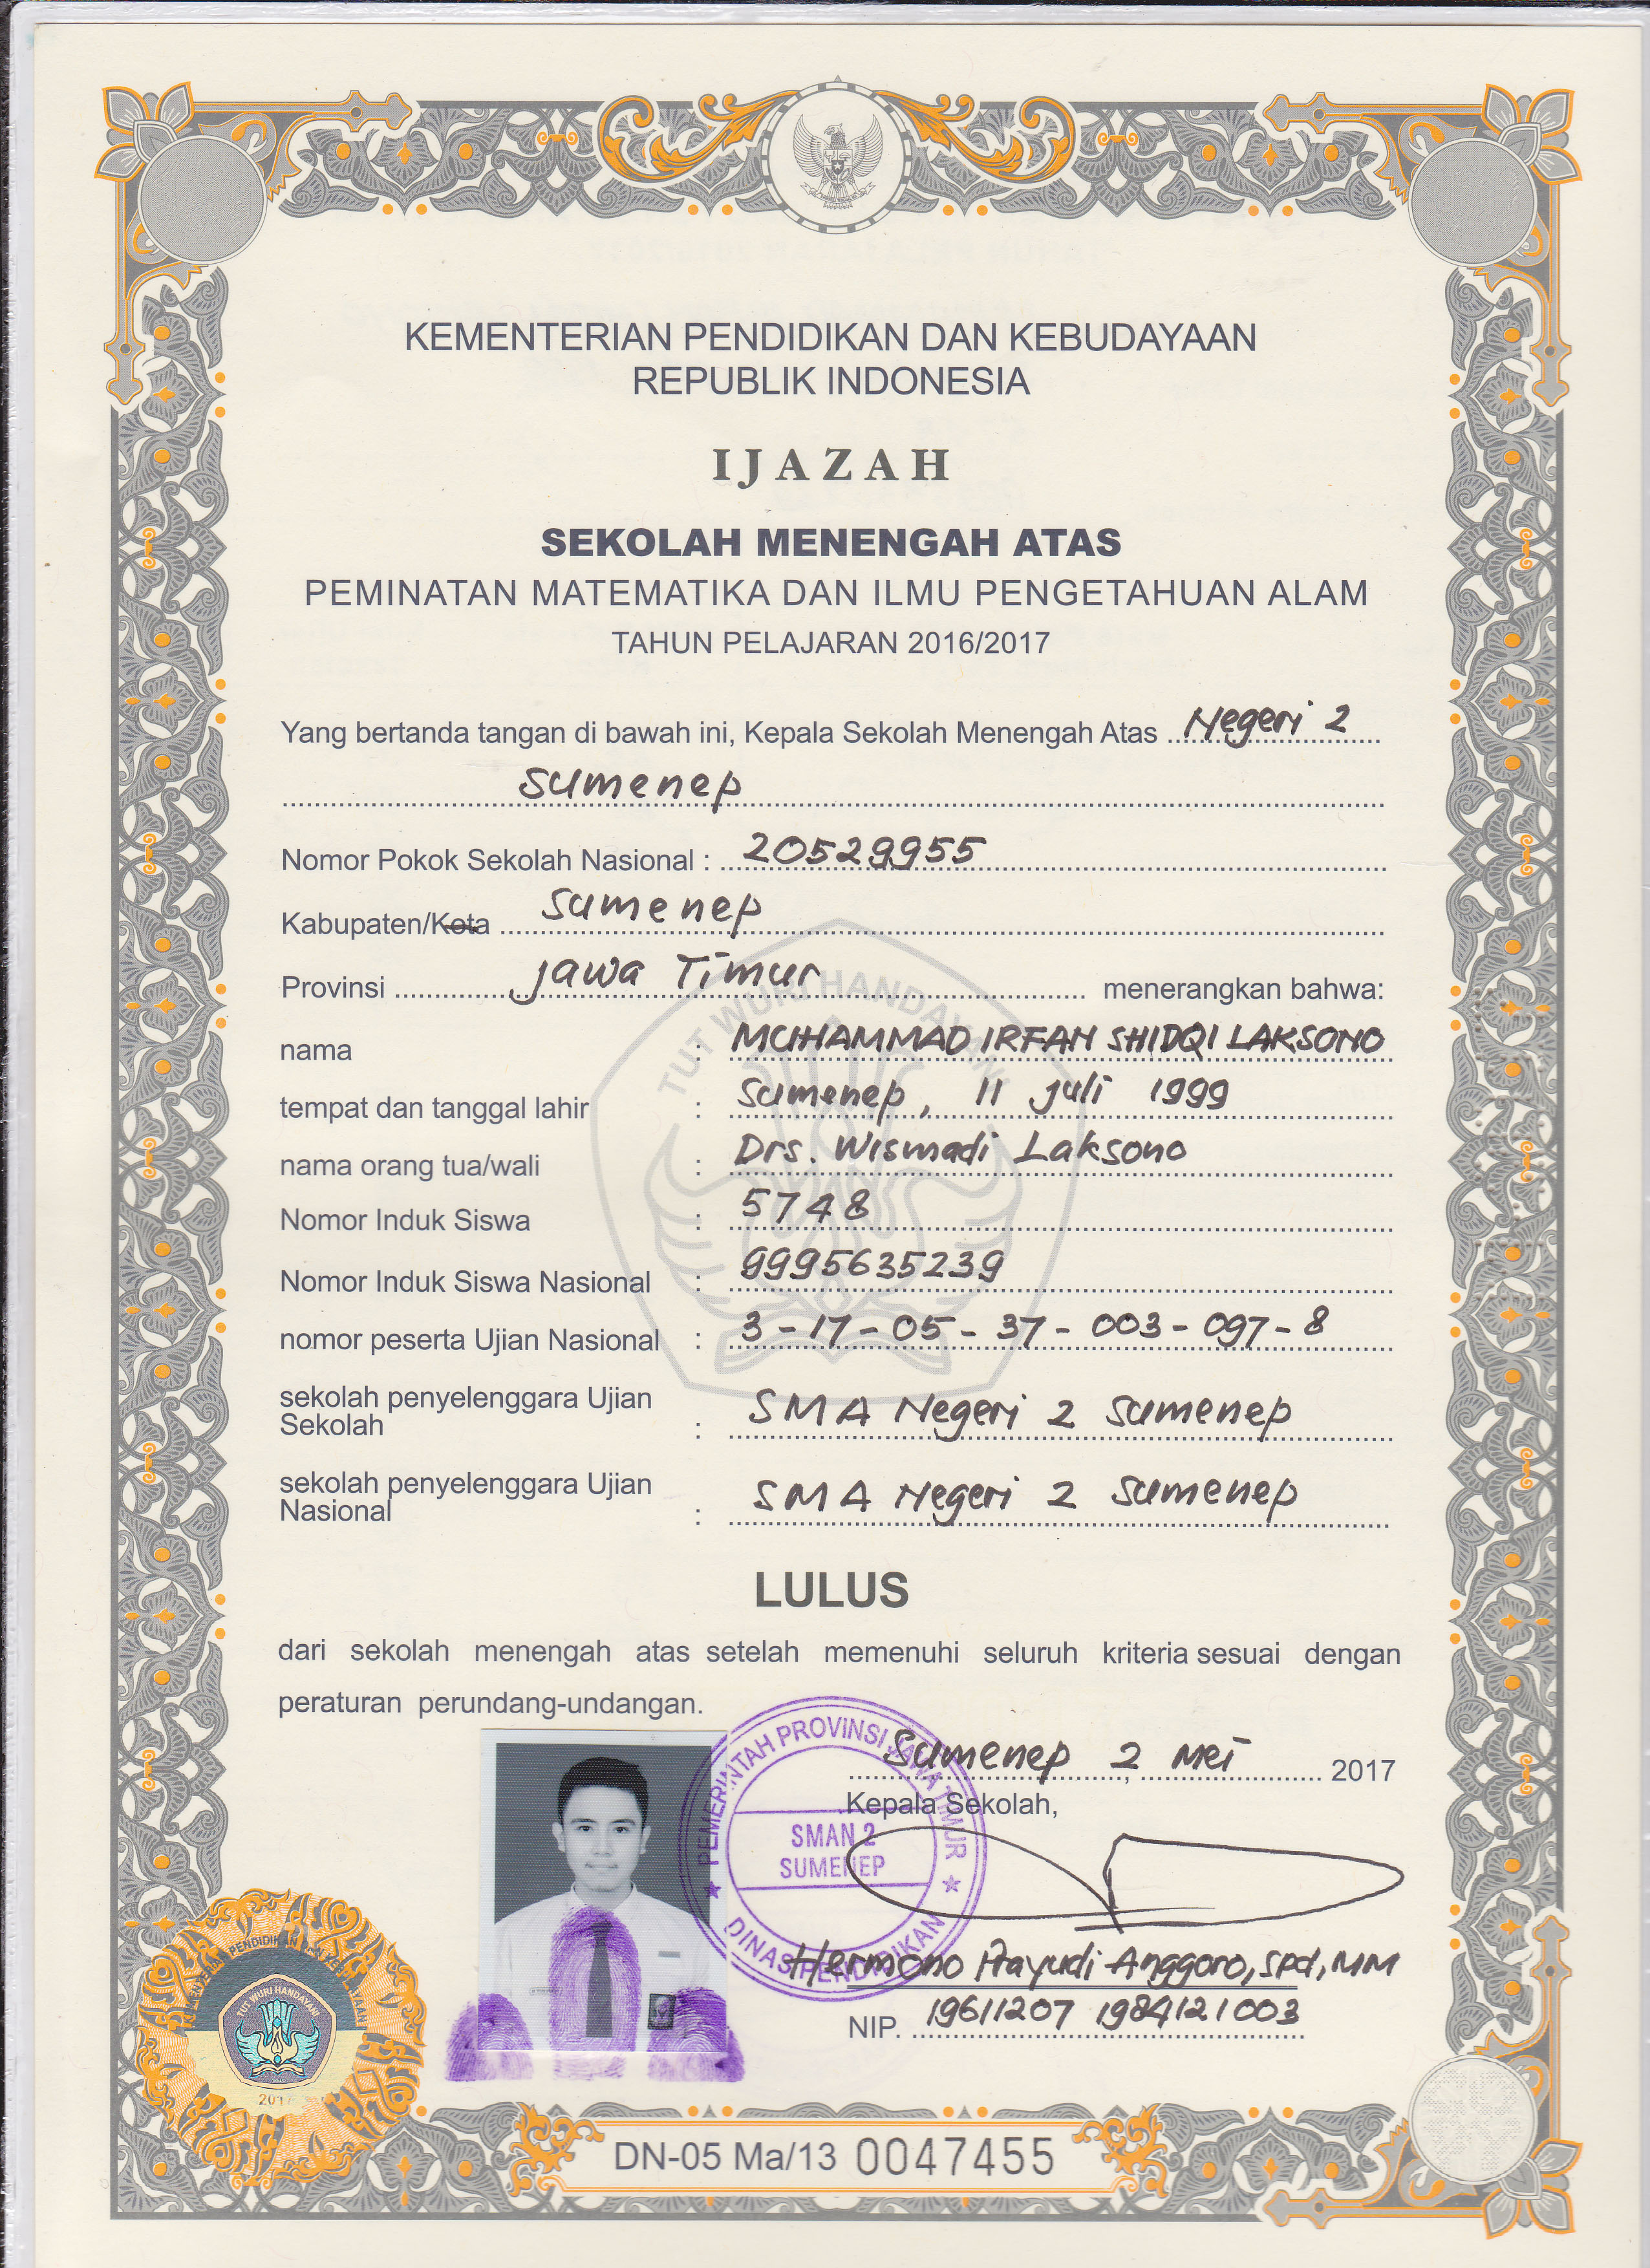 KEMENTERIAN PENDIDIKAN DAN KEBUDAYAAN
REPUBLIK INDONESIA
IJAZAH
SEKOLAH MENENGAH ATAS
PEMINATAN MATEMATIKA DAN ILMU PENGETAHUAN ALAM
TAHUN PELAJARAN 2016/2017
Yang bertanda tangan di bawah ini, Kepala Sekolah Menengah Atas Negeri 2
Sumenep
Nomor Pokok Sekolah Nasional : 20529955
Kabupaten/Kota Sumenep
Provinsi Jawa Timur menerangkan bahwa:
nama : MUHAMMAD IRFAN SHIDQI LAKSONO
tempat dan tanggal lahir : Sumenep, 11 Juli 1999
nama orang tua/wali : Drs. Wismadi Laksono
Nomor Induk Siswa : 5748
Nomor Induk Siswa Nasional : 9995635239
nomor peserta Ujian Nasional : 3-17-05-37-003-097-8
sekolah penyelenggara Ujian
Sekolah : SMA Negeri 2 Sumenep
sekolah penyelenggara Ujian
Nasional : SMA Negeri 2 Sumenep
LULUS
dari sekolah menengah atas setelah memenuhi seluruh kriteria sesuai dengan
peraturan perundang-undangan.
Sumenep, 2 Mei 2017
Kepala Sekolah,
PEMERINTAH PROVINSI JAWA TIMUR
SMAN 2
SUMENEP
DINAS PENDIDIKAN
Hermono Prayudi Anggoro, SPd, MM
NIP. 19611207 198412 1 003
TUT WURI HANDAYANI
TUT WURI HANDAYANI
2017
DN-05 Ma/13 0047455